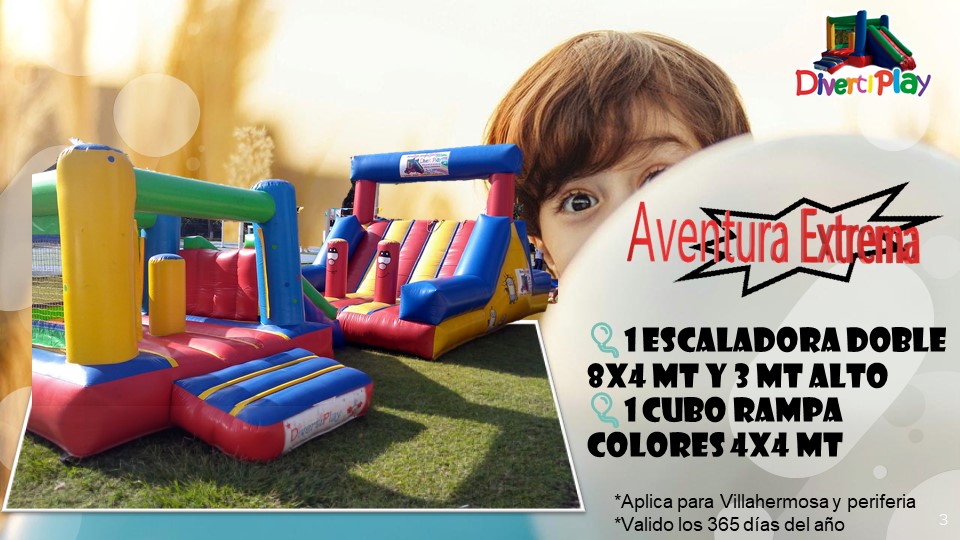 DivertiPlay
Aventura Extrema
1 ESCALADORA DOBLE
8X4 MT Y 3 MT ALTO
1 CUBO RAMPA
COLORES 4X4 MT
DivertiPlay
*Aplica para Villahermosa y periferia
*Valido los 365 días del año
3